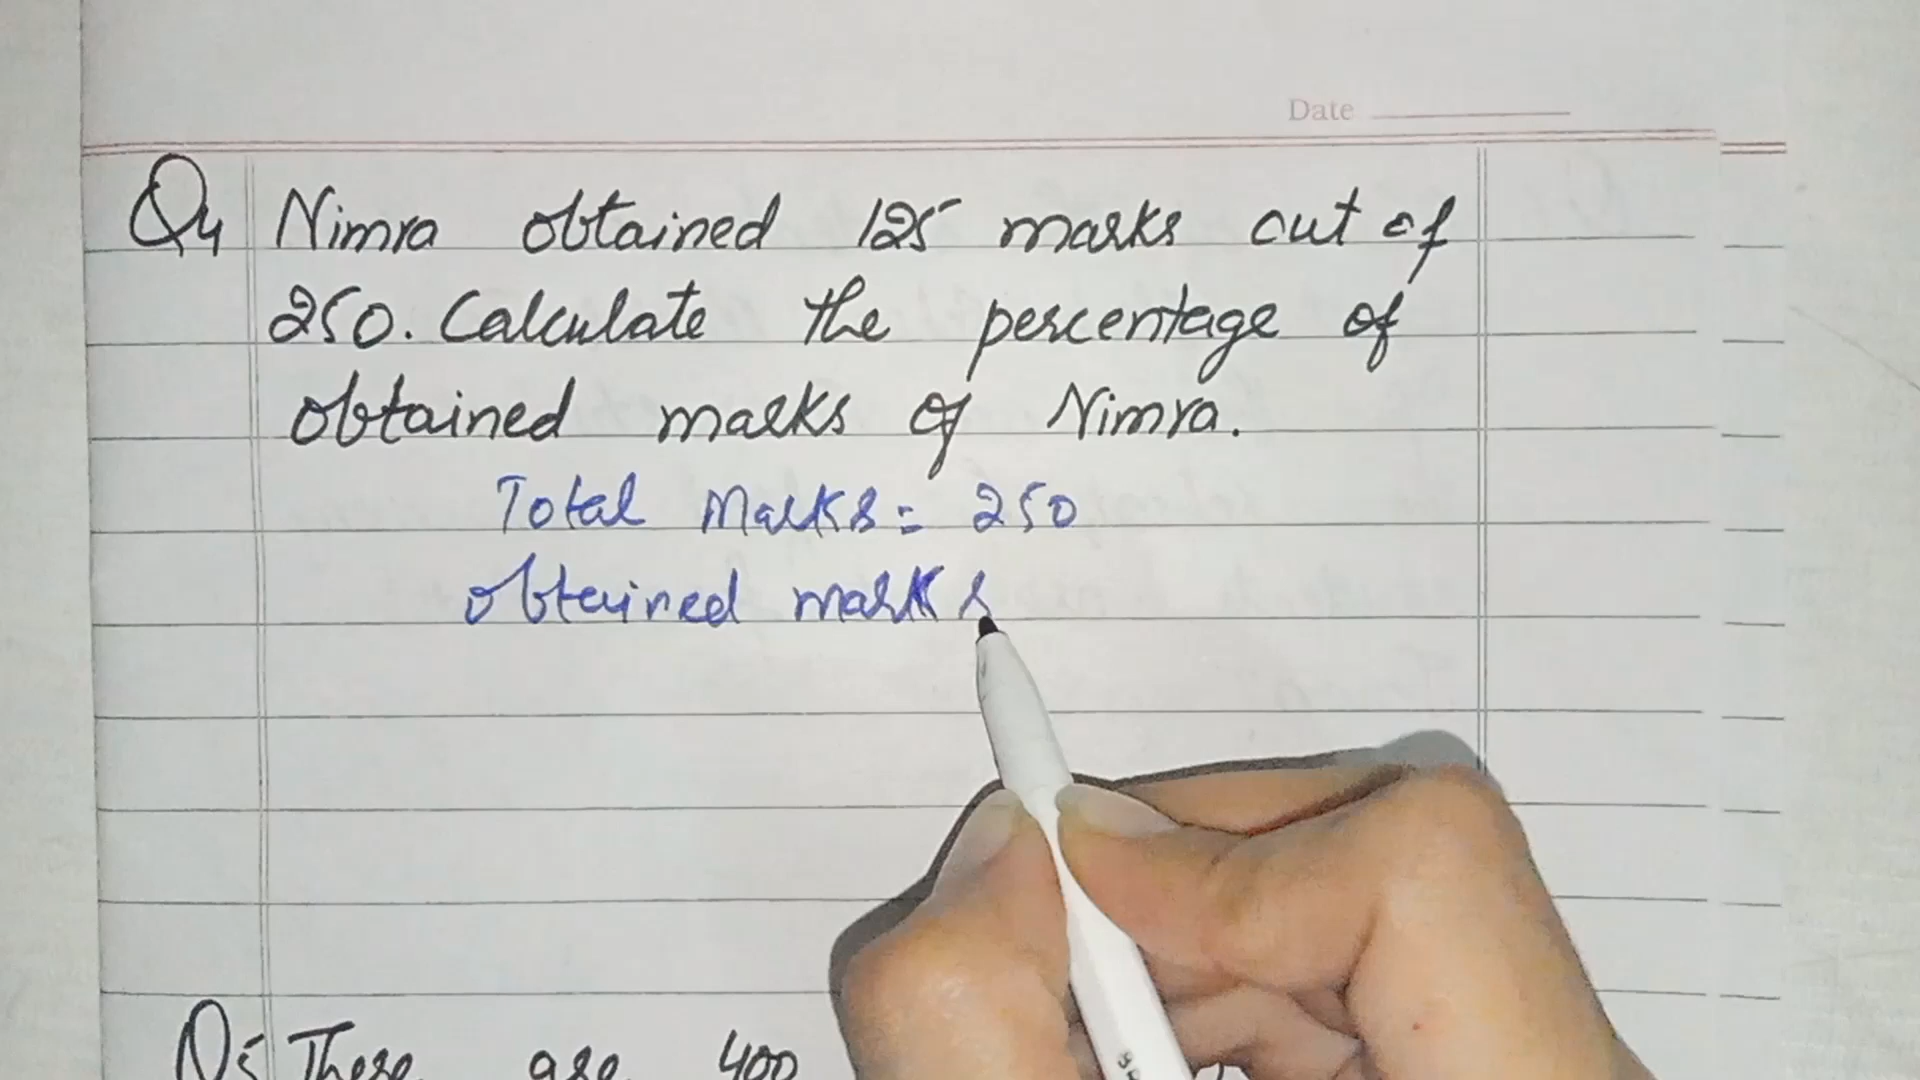 Date
Q4 Nimra obtained 125 marks out of
250. Calculate the percentage of
obtained marks of Nimra.
Total Marks = 250
obtained marks
Q5 There are 400